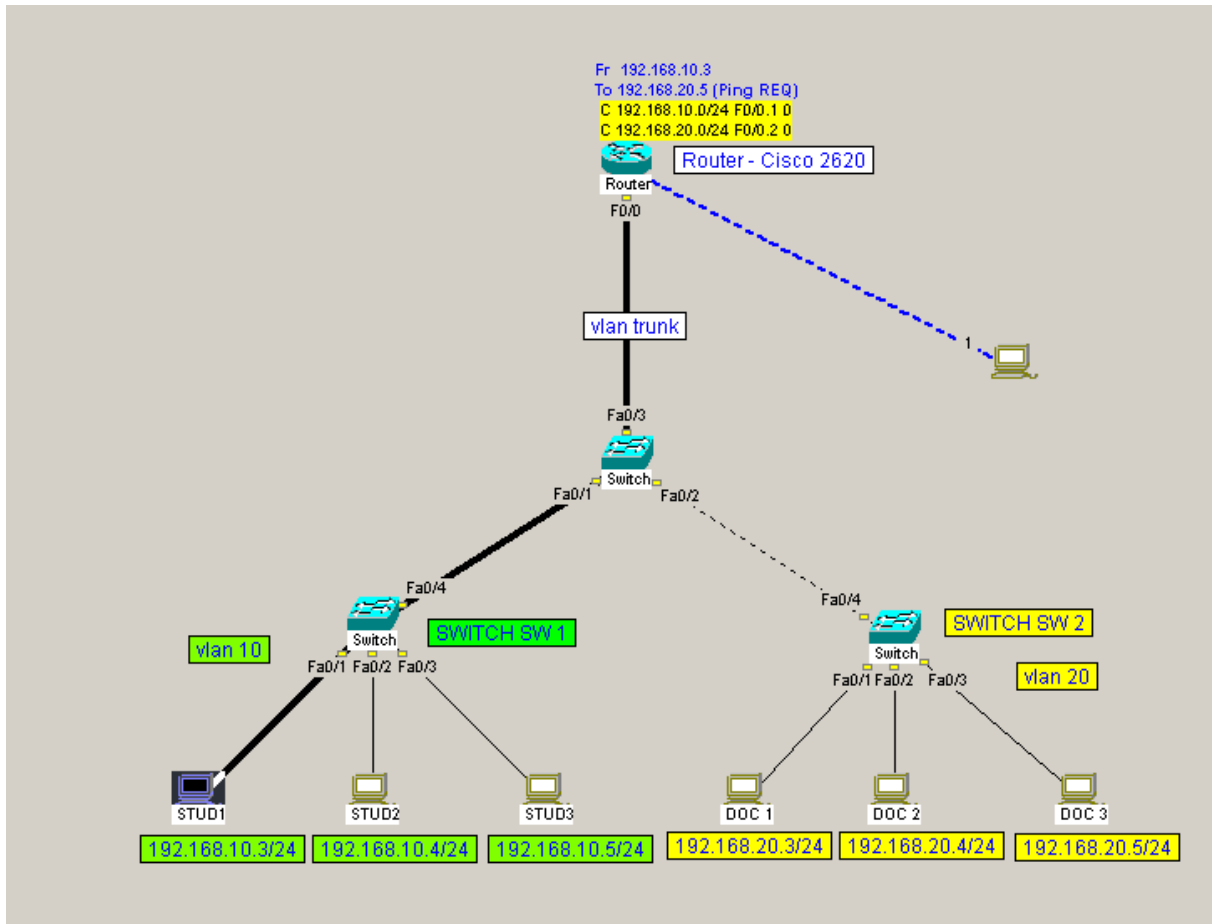 Fr 192.168.10.3
To 192.168.20.5 (Ping REQ)
C 192.168.10.0/24 F0/0.1 0
C 192.168.20.0/24 F0/0.2 0
Router - Cisco 2620
Router
F0/0
vlan trunk
1
Fa0/3
Switch
Fa0/1
Fa0/2
Fa0/4
Switch
SWITCH SW 1
vlan 10
Fa0/1 Fa0/2 Fa0/3
Fa0/4
Switch
SWITCH SW 2
vlan 20
Fa0/1 Fa0/2 Fa0/3
STUD1
STUD2
STUD3
DOC 1
DOC 2
DOC 3
192.168.10.3/24
192.168.10.4/24
192.168.10.5/24
192.168.20.3/24
192.168.20.4/24
192.168.20.5/24